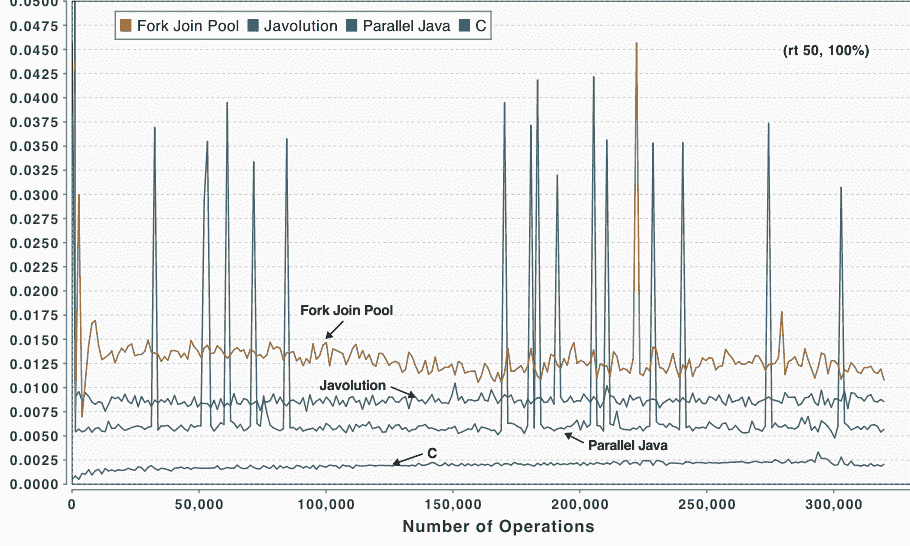 0.0500
Fork Join Pool Javolution Parallel Java C
0.0475
0.0450
(rt 50, 100%)
0.0425
0.0400
0.0375
0.0350
0.0325
0.0300
0.0275
0.0250
0.0225
0.0200
0.0175
Fork Join Pool
0.0150
0.0125
0.0100
Javolution
0.0075
0.0050
Parallel Java
C
0.0025
0.0000
0 50,000 100,000 150,000 200,000 250,000 300,000
Number of Operations